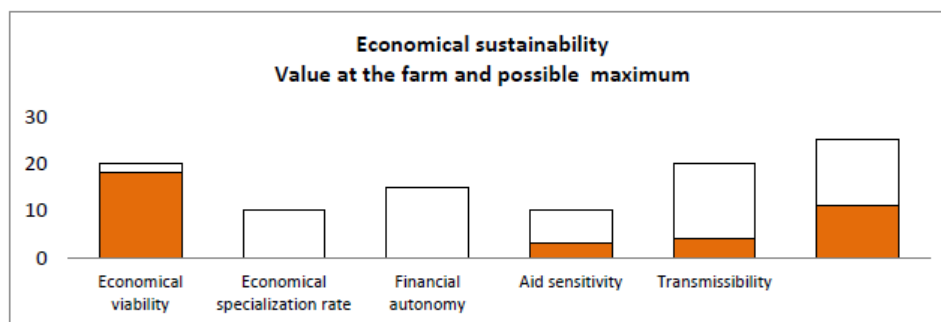 Economical sustainability
Value at the farm and possible maximum
30
20
10
0
Economical viability
Economical specialization rate
Financial autonomy
Aid sensitivity
Transmissibility